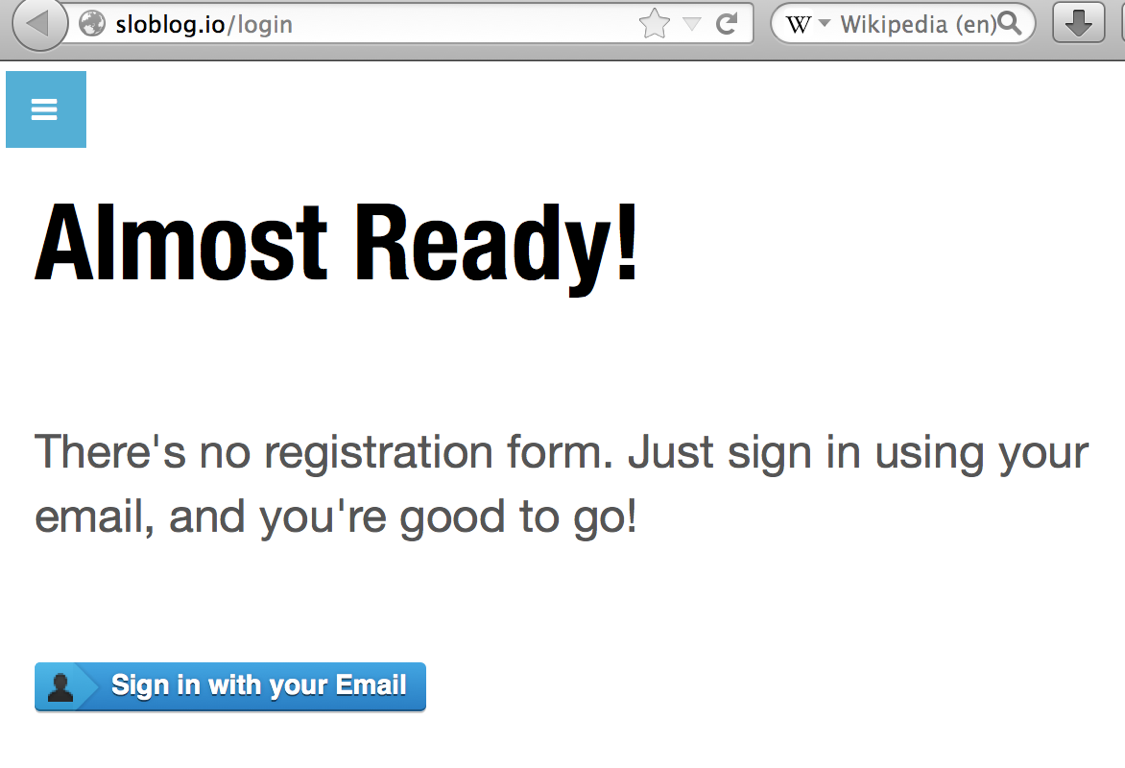 sloblog.io/login
W Wikipedia (en)
Almost Ready!
There's no registration form. Just sign in using your
email, and you're good to go!
Sign in with your Email